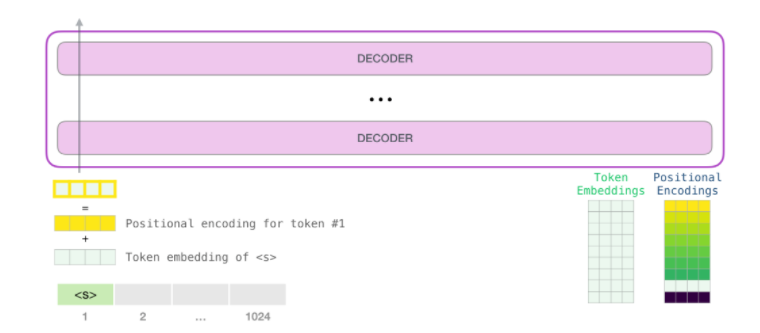 DECODER
...
DECODER
Token Embeddings
Positional Encodings
=
Positional encoding for token #1
+
Token embedding of <s>
<s>
1 2 ... 1024